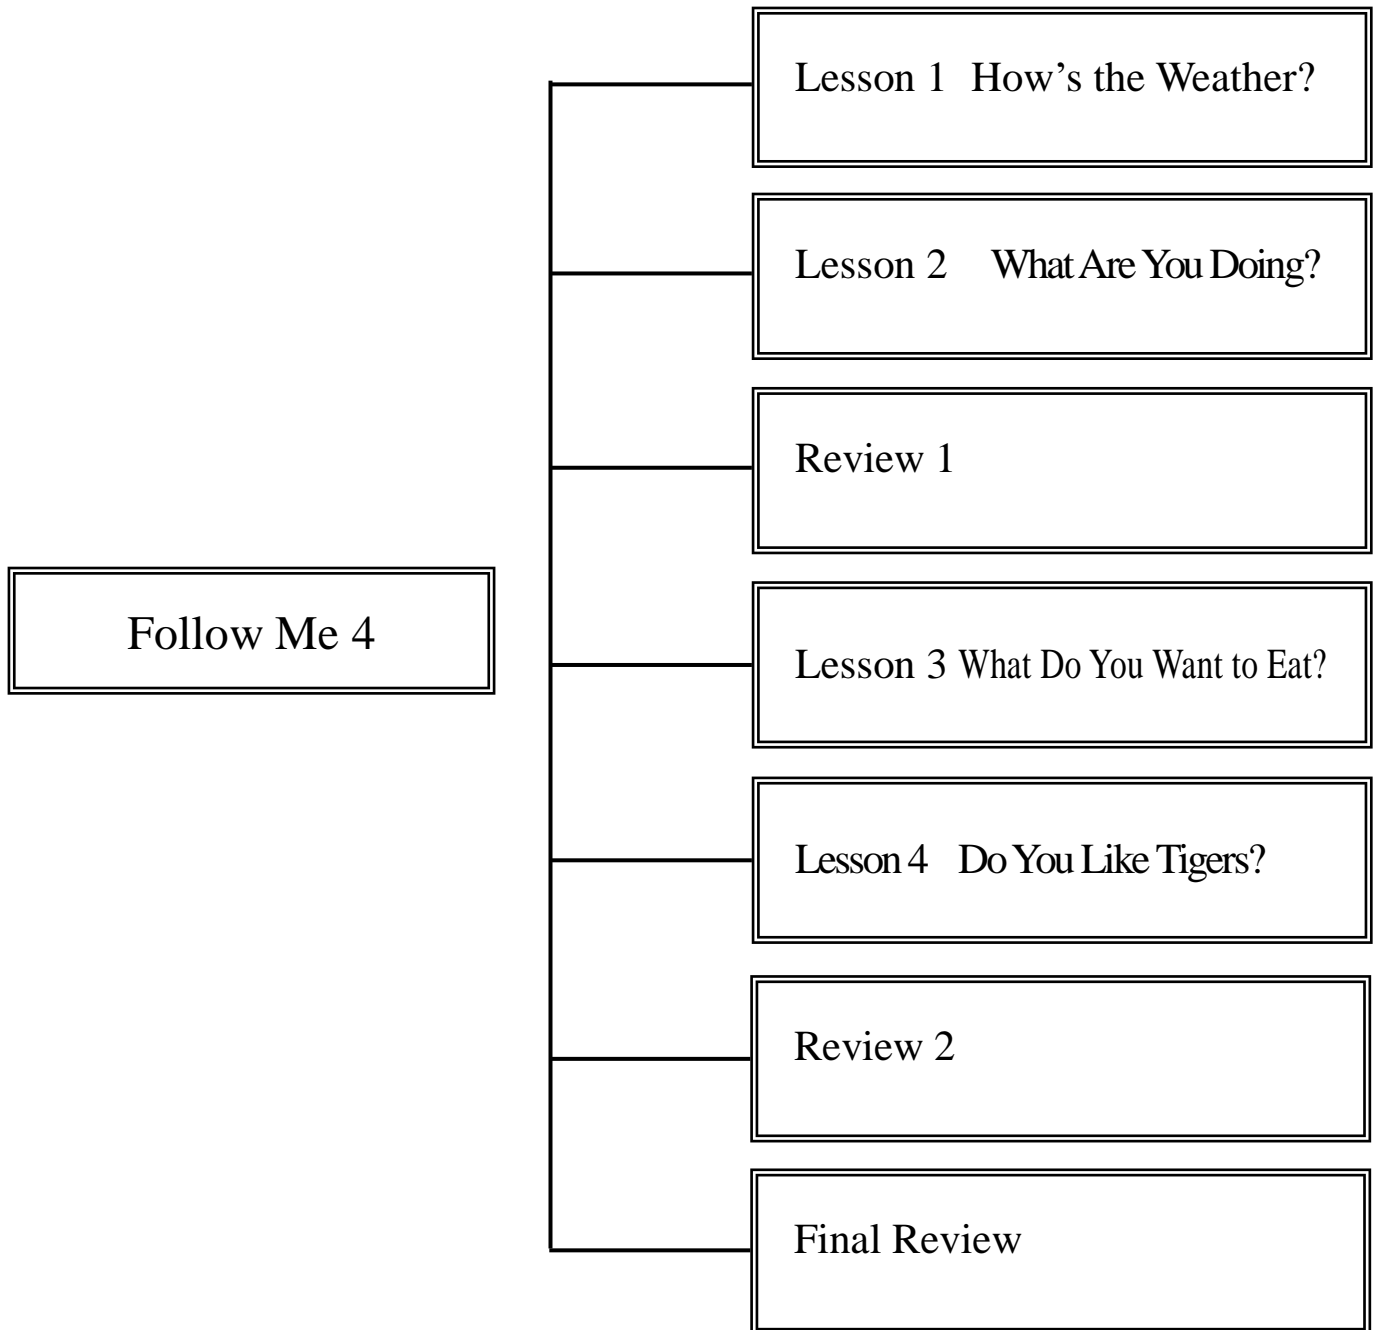 Lesson 1 How’s the Weather?
Lesson 2 What Are You Doing?
Review 1
Follow Me 4
Lesson 3 What Do You Want to Eat?
Lesson 4 Do You Like Tigers?
Review 2
Final Review